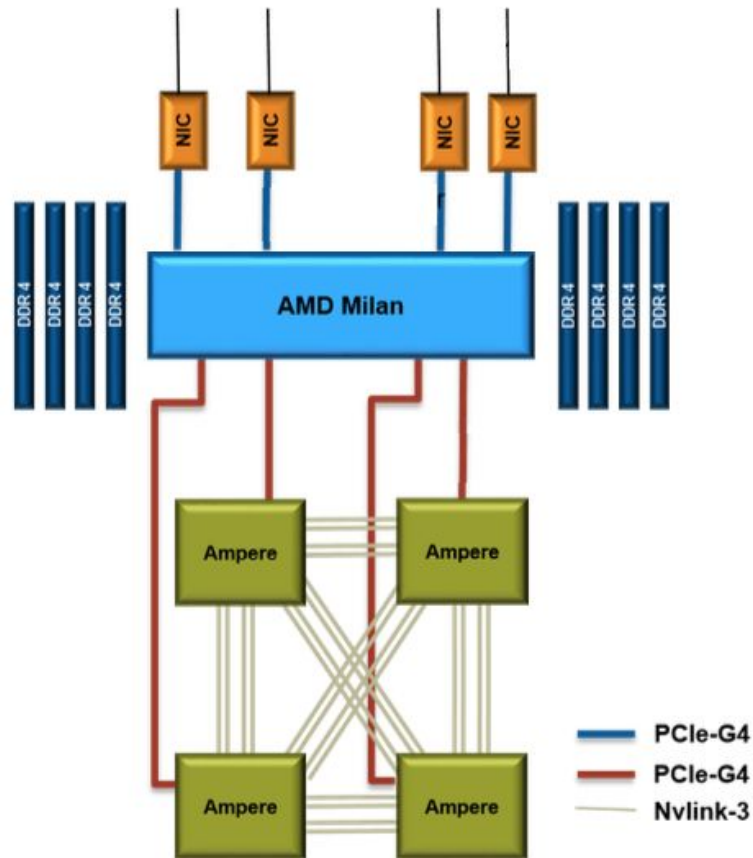 NIC
NIC
NIC
NIC
DDR 4
DDR 4
DDR 4
DDR 4
r
AMD Milan
DDR 4
DDR 4
DDR 4
DDR 4
Ampere
Ampere
Ampere
Ampere
PCIe-G4
PCIe-G4
Nvlink-3